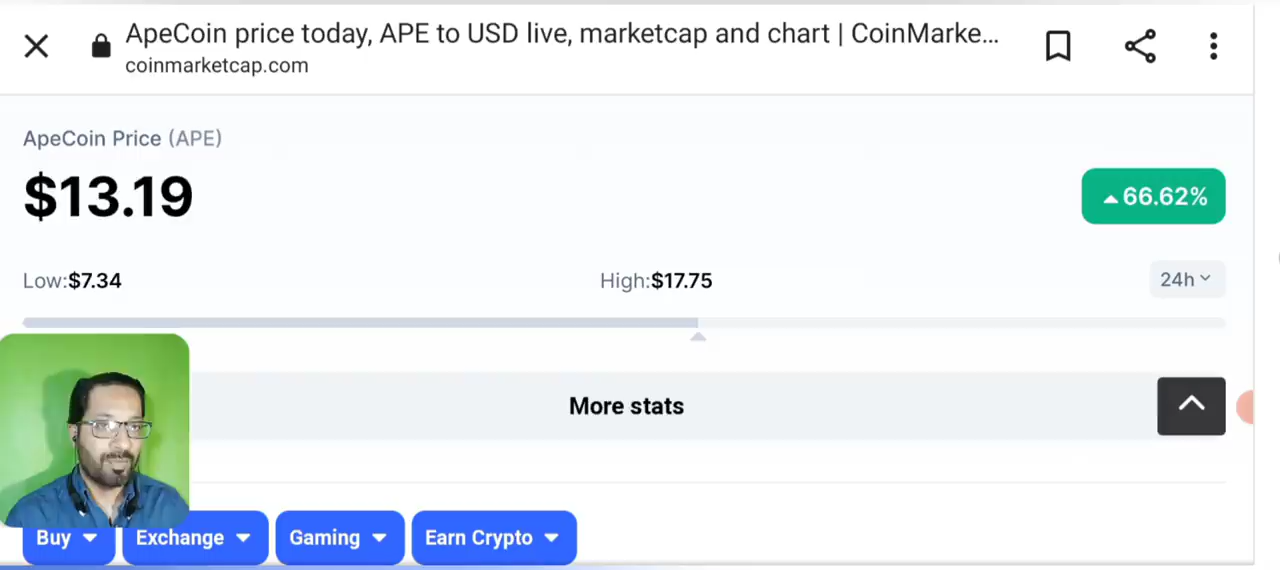 ApeCoin price today, APE to USD live, marketcap and chart | CoinMarke...
coinmarketcap.com
ApeCoin Price (APE)
$13.19
66.62%
Low:$7.34 High:$17.75 24h
More stats
Buy Exchange Gaming Earn Crypto